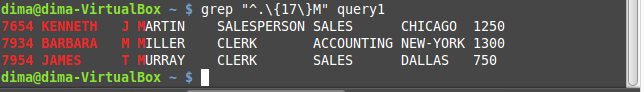 dima@dima-VirtualBox ~ $ grep "^.\{17\}M" query1
7654 KENNETH   J MARTIN    SALESPERSON SALES      CHICAGO  1250
7934 BARBARA   M MILLER    CLERK       ACCOUNTING NEW-YORK 1300
7954 JAMES     T MURRAY    CLERK       SALES      DALLAS   750
dima@dima-VirtualBox ~ $